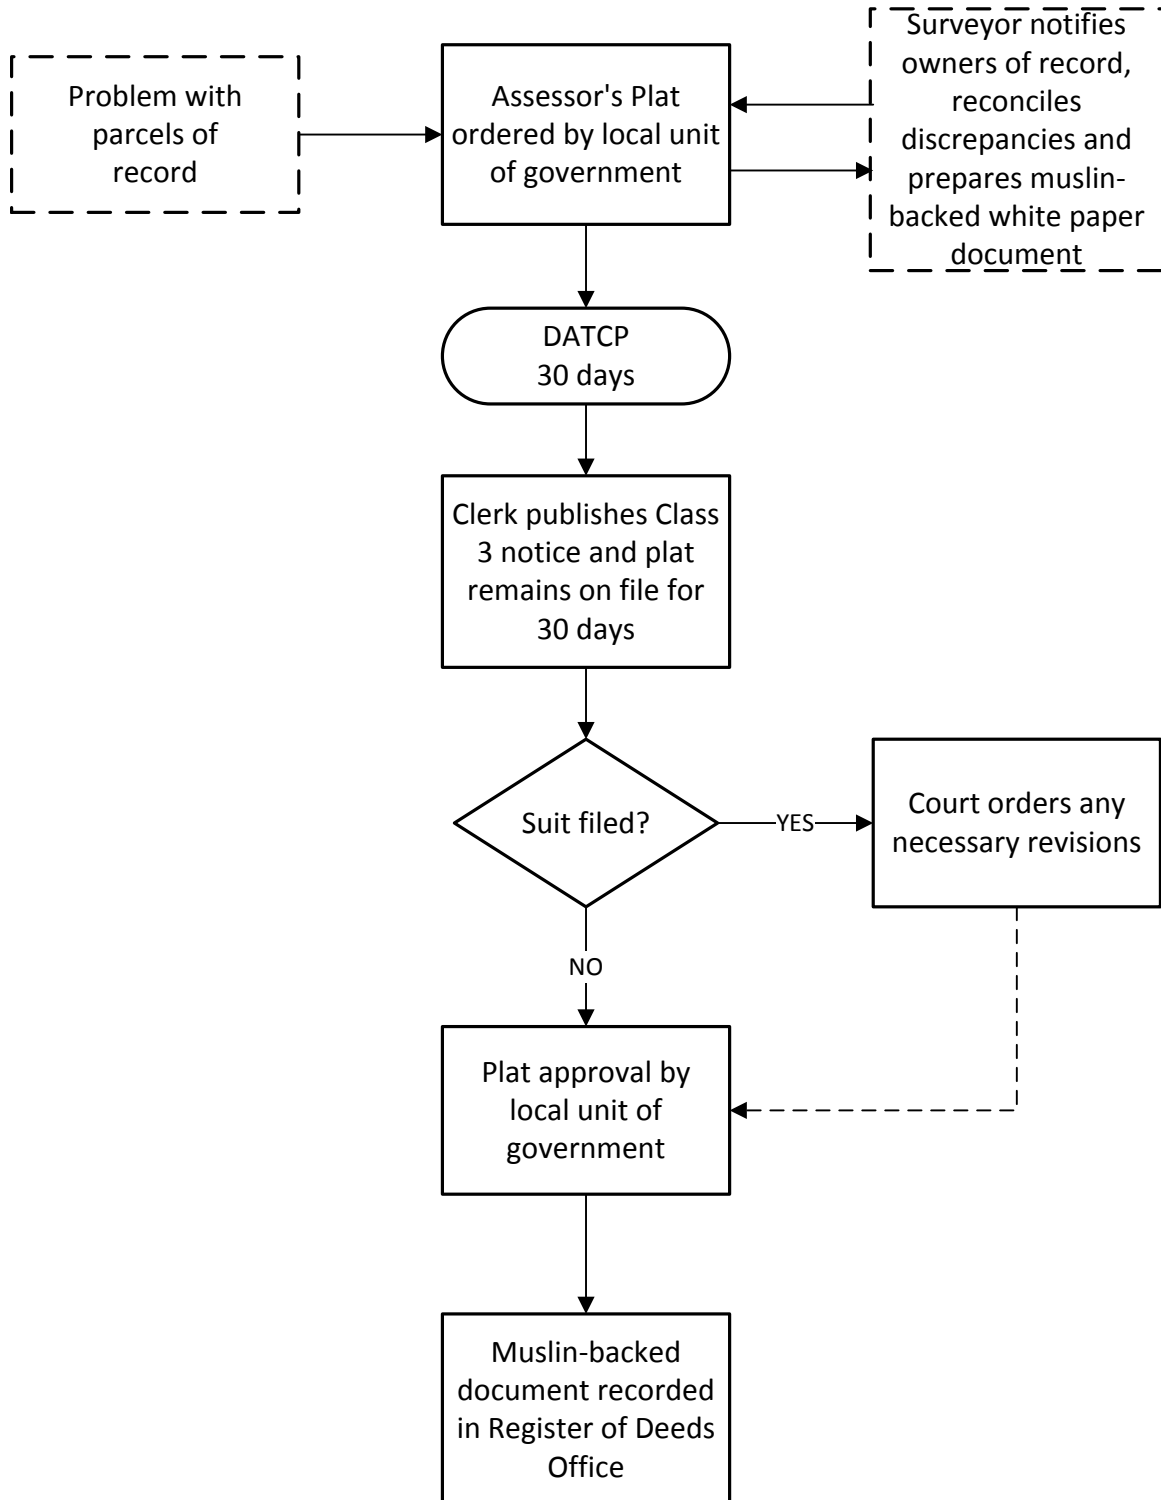 Problem with
parcels of
record
Assessor's Plat
ordered by local unit
of government
Surveyor notifies
owners of record,
reconciles
discrepancies and
prepares muslin-
backed white paper
document
DATCP
30 days
Clerk publishes Class
3 notice and plat
remains on file for
30 days
Suit filed?
YES
Court orders any
necessary revisions
NO
Plat approval by
local unit of
government
Muslin-backed
document recorded
in Register of Deeds
Office